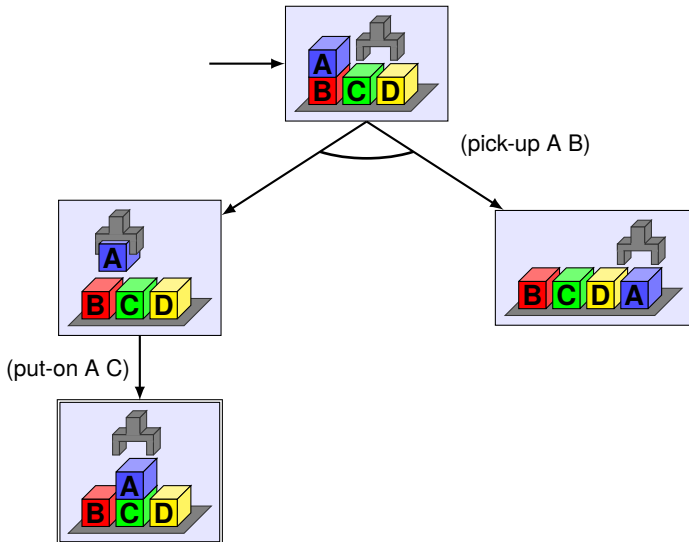 A
B C D
(pick-up A B)
A
B C D
B C D A
(put-on A C)
A
B C D